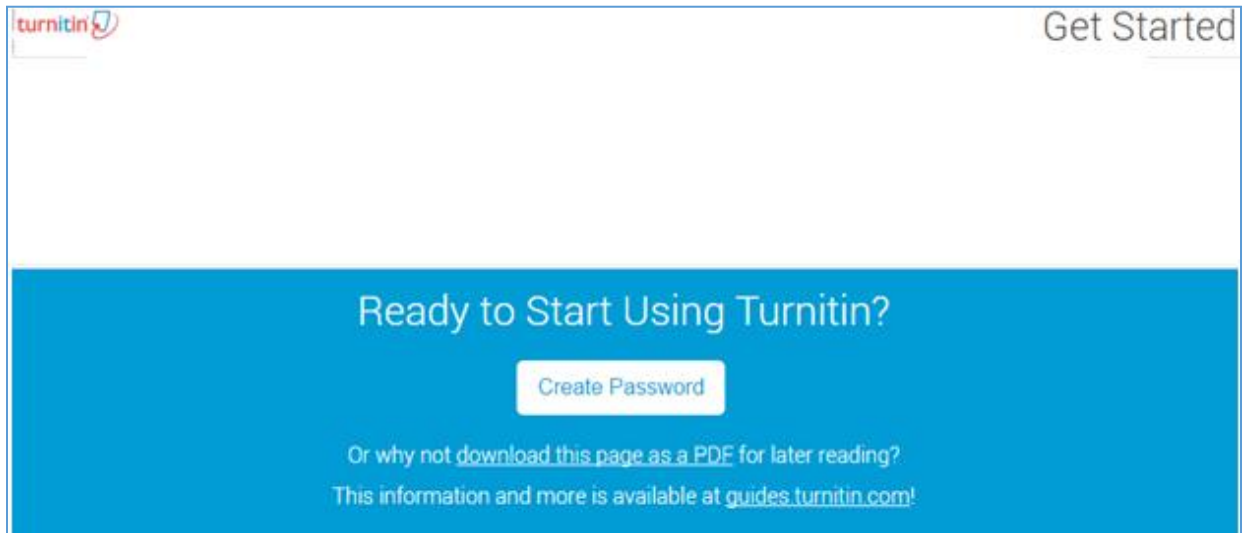 turnitin
Get Started
Ready to Start Using Turnitin?
Create Password
Or why not download this page as a PDF for later reading?
This information and more is available at guides.turnitin.com!